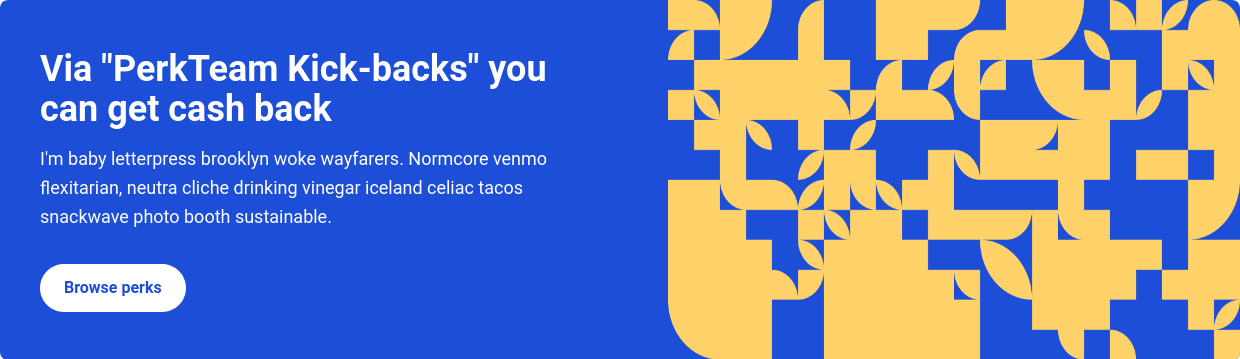 Via "PerkTeam Kick-backs" you
can get cash back
I'm baby letterpress brooklyn woke wayfarers. Normcore venmo
flexitarian, neutra cliche drinking vinegar iceland celiac tacos
snackwave photo booth sustainable.
Browse perks